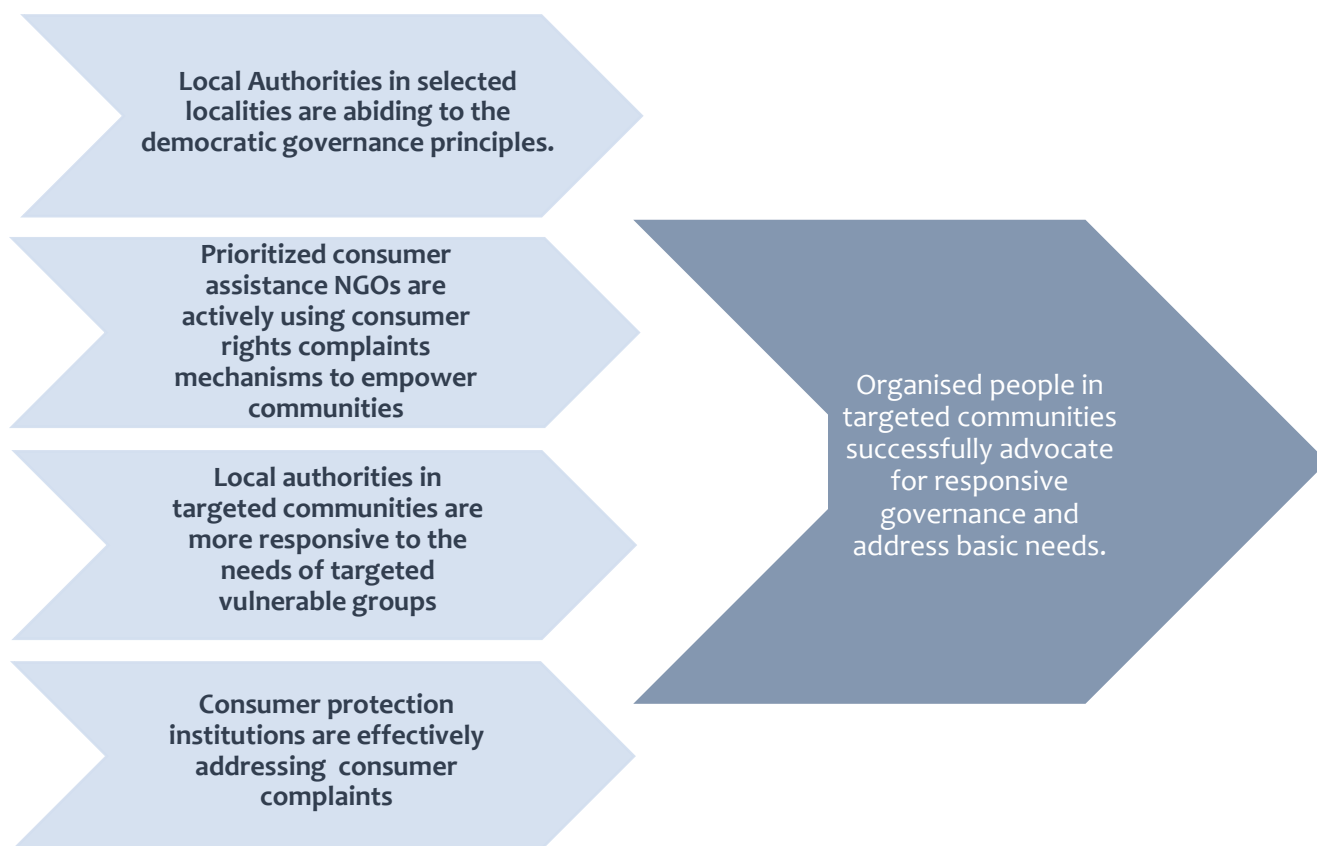 Local Authorities in selected
localities are abiding to the
democratic governance principles.
Prioritized consumer
assistance NGOs are
actively using consumer
rights complaints
mechanisms to empower
communities
Local authorities in
targeted communities are
more responsive to the
needs of targeted
vulnerable groups
Consumer protection
institutions are effectively
addressing  consumer
complaints
Organised people in
targeted communities
successfully advocate
for responsive
governance and
address basic needs.